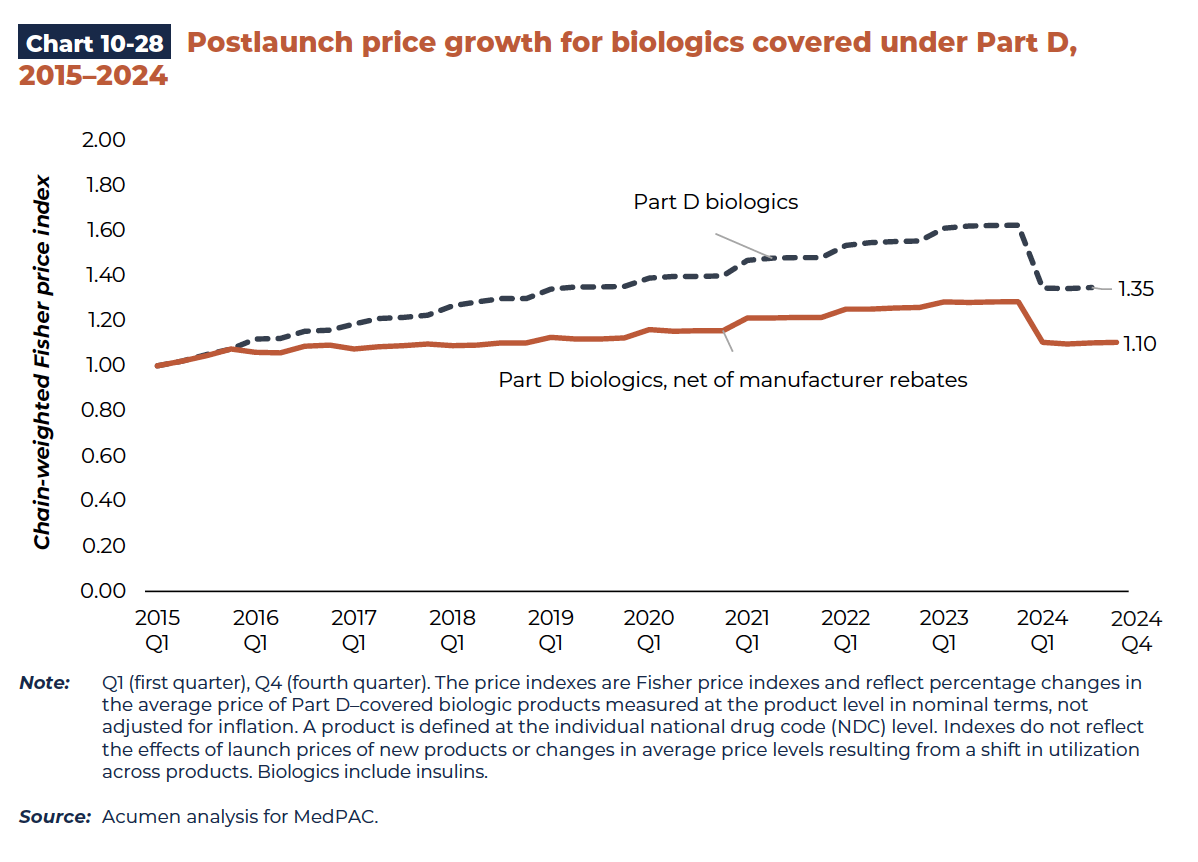 Chart 10-28 Postlaunch price growth for biologics covered under Part D,
2015–2024
Chain-weighted Fisher price index
2.00
1.80
1.60
1.40
1.20
1.00
0.80
0.60
0.40
0.20
0.00
Part D biologics
1.35
1.10
Part D biologics, net of manufacturer rebates
2015 2016 2017 2018 2019 2020 2021 2022 2023 2024 2024
Q1 Q1 Q1 Q1 Q1 Q1 Q1 Q1 Q1 Q1 Q4
Note: Q1 (first quarter), Q4 (fourth quarter). The price indexes are Fisher price indexes and reflect percentage changes in
the average price of Part D–covered biologic products measured at the product level in nominal terms, not
adjusted for inflation. A product is defined at the individual national drug code (NDC) level. Indexes do not reflect
the effects of launch prices of new products or changes in average price levels resulting from a shift in utilization
across products. Biologics include insulins.
Source: Acumen analysis for MedPAC.